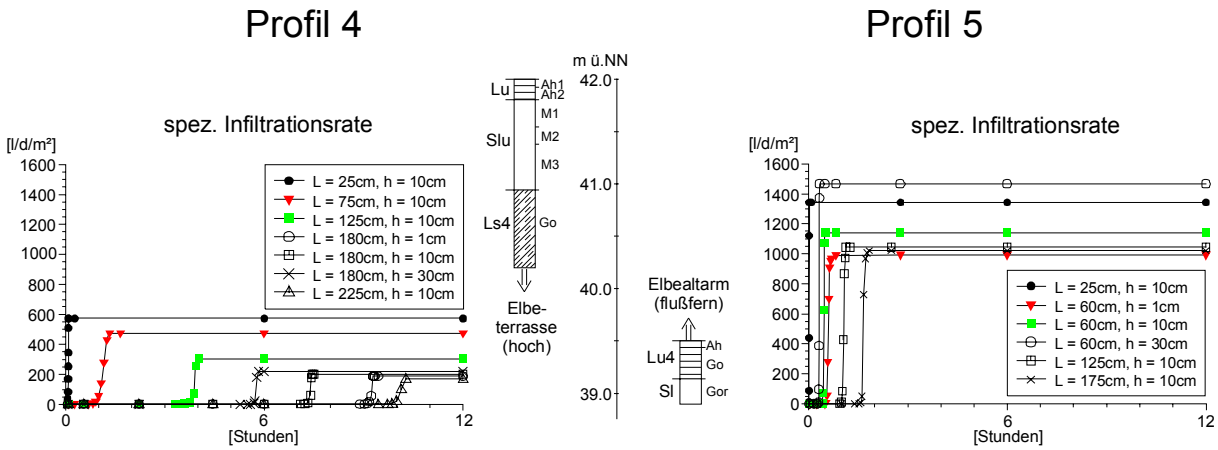 Profil 4
Profil 5
spez. Infiltrationsrate
[l/d/m²]
1600
1400
1200
1000
800
600
400
200
0
0
6
12
[Stunden]
L = 25cm, h = 10cm
L = 75cm, h = 10cm
L = 125cm, h = 10cm
L = 180cm, h = 1cm
L = 180cm, h = 10cm
L = 180cm, h = 30cm
L = 225cm, h = 10cm
Lu
Slu
Ls4
Ah1
Ah2
M1
M2
M3
Go
Elbe-
terrasse
(hoch)
m ü.NN
42.0
41.0
40.0
39.0
Elbealtarm
(flußfern)
Lu4
Sl
Ah
Go
Gor
spez. Infiltrationsrate
[l/d/m²]
1600
1400
1200
1000
800
600
400
200
0
0
6
12
[Stunden]
L = 25cm, h = 10cm
L = 60cm, h = 1cm
L = 60cm, h = 10cm
L = 60cm, h = 30cm
L = 125cm, h = 10cm
L = 175cm, h = 10cm